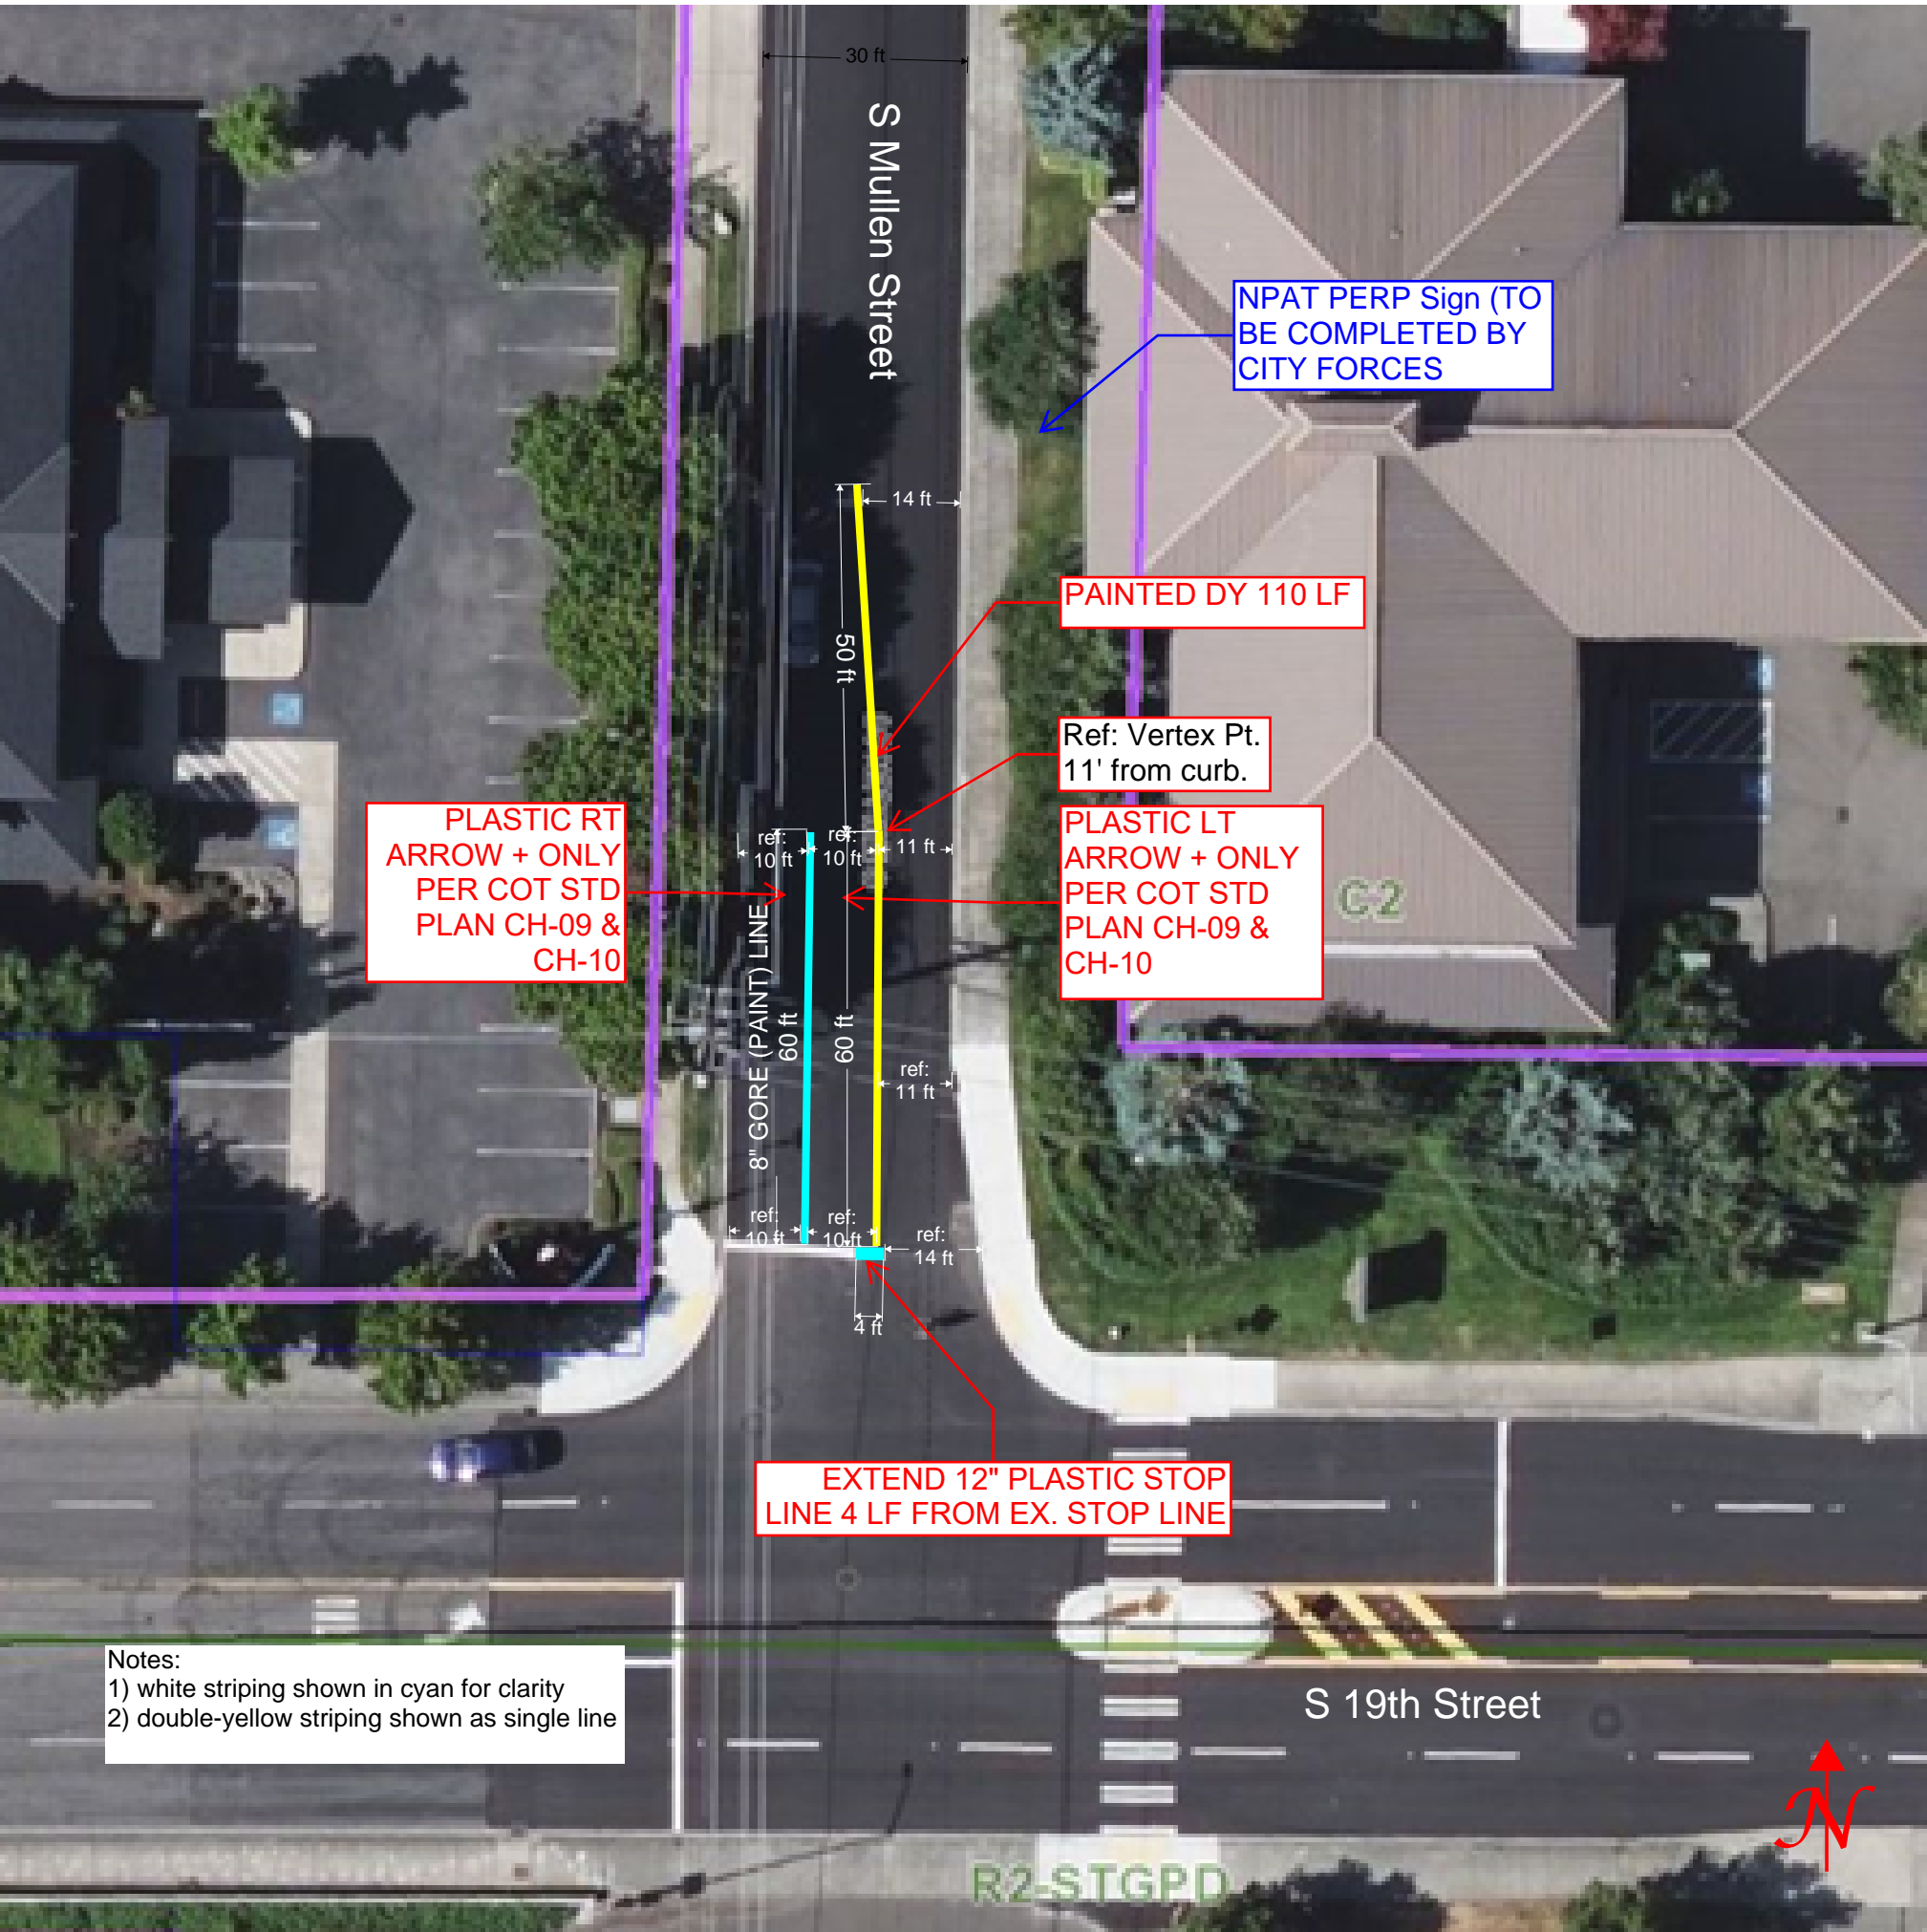 30 ft
S Mullen Street
NPAT PERP Sign (TO
BE COMPLETED BY
CITY FORCES
14 ft
50 ft
PAINTED DY 110 LF
Ref: Vertex Pt.
11' from curb.
PLASTIC RT
ARROW + ONLY
PER COT STD
PLAN CH-09 &
CH-10
ref:
10 ft
ref:
10 ft
11 ft
PLASTIC LT
ARROW + ONLY
PER COT STD
PLAN CH-09 &
CH-10
C-2
8" GORE (PAINT) LINE
60 ft
60 ft
ref:
11 ft
ref:
10 ft
ref:
10 ft
ref:
14 ft
4 ft
EXTEND 12" PLASTIC STOP
LINE 4 LF FROM EX. STOP LINE
Notes:
1) white striping shown in cyan for clarity
2) double-yellow striping shown as single line
S 19th Street
N
R2-STGPD